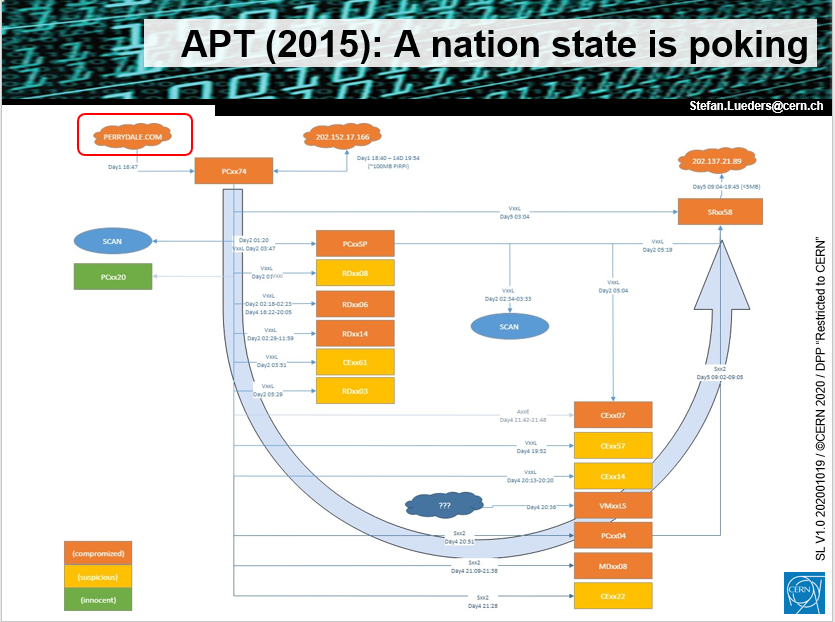 APT (2015): A nation state is poking
Stefan.Lueders@cern.ch
PERRYDALE.COM
202.152.17.166
202.137.21.89
Day1 16:47
PCxx74
Day1 18:40 – 14D 19:54
(~100MB PIRPI)
Day5 09:04-19:45 (<5MB)
VxxL
Day5 03:04
SRxx58
SCAN
Day2 01:20
VxxL Day2 03:47
PCxxSP
VxxL
Day2 05:19
PCxx20
VxxL
RDxx08
VxxL
Day2 02:34-03:33
VxxL
Day2 05:04
VxxL
Day2 02:18-02:23
Day4 16:22-20:05
RDxx06
SCAN
VxxL
Day2 02:29-11:59
RDxx14
VxxL
Day2 03:51
CExx61
Sxx2
Day5 09:02-09:05
VxxL
Day2 05:29
RDxx03
AxxE
Day4 21:42-21:48
CExx07
VxxL
Day4 19:52
CExx57
VxxL
Day4 20:13-20:20
CExx14
???
Day4 20:36
VMxxLS
Sxx2
Day4 20:51
PCxx04
Sxx2
Day4 21:09-21:38
MDxx08
Sxx2
Day4 21:28
CExx22
(compromized)
(suspicious)
(innocent)
SL V1.0 202001019 / ©CERN 2020 / DPP "Restricted to CERN"
CERN